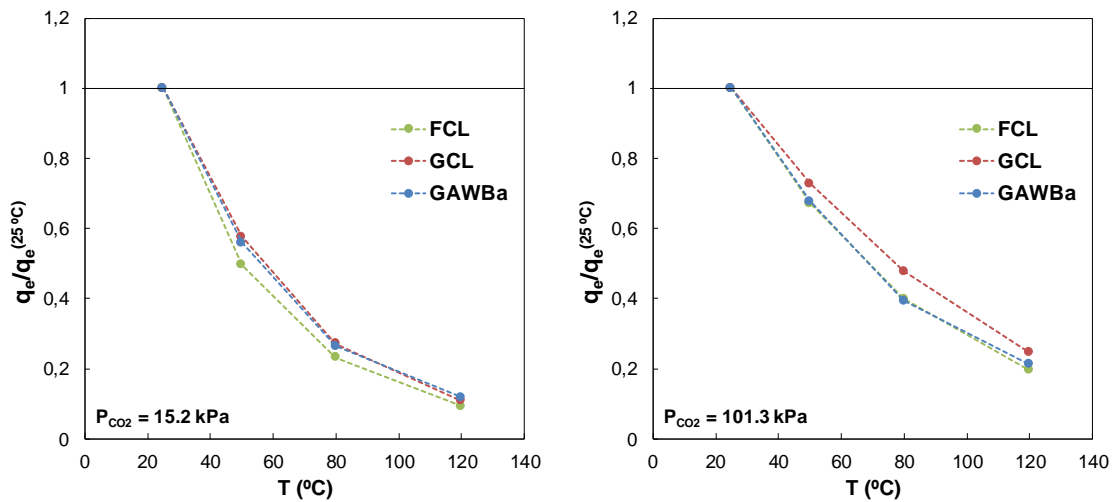 1,2
1
0,8
0,6
0,4
0,2
0
qe/qe(25 ºC)
FCL
GCL
GAWBa
PCO2 = 15.2 kPa
0 20 40 60 80 100 120 140
T (ºC)
1,2
1
0,8
0,6
0,4
0,2
0
qe/qe(25 ºC)
FCL
GCL
GAWBa
PCO2 = 101.3 kPa
0 20 40 60 80 100 120 140
T (ºC)